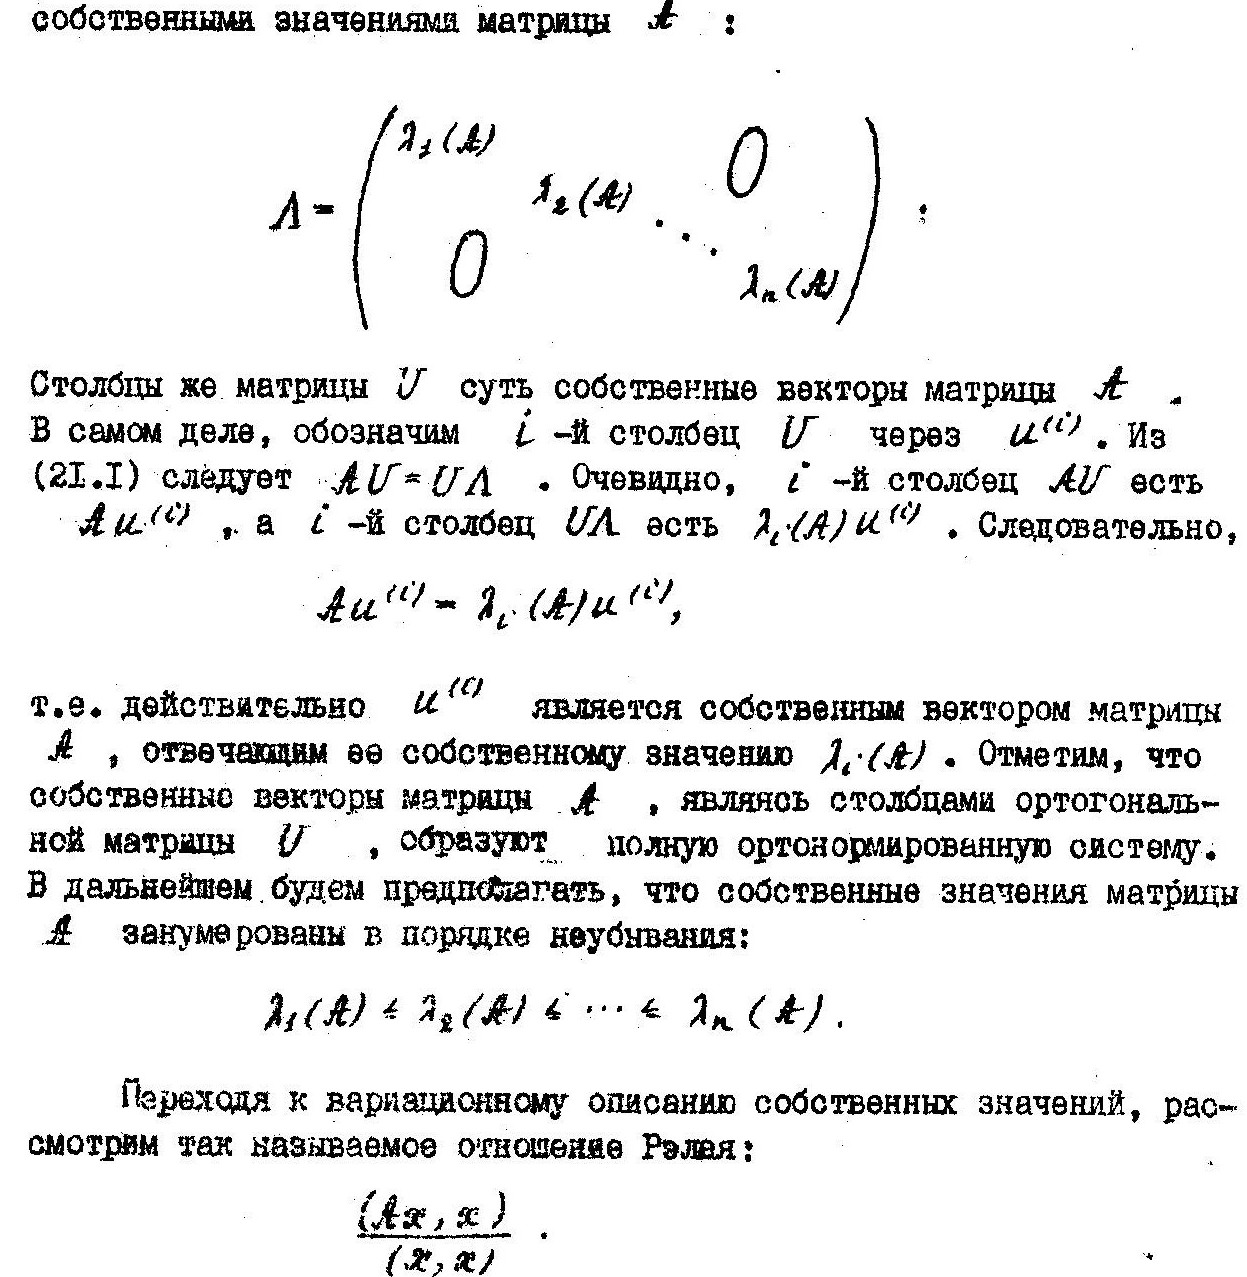 собственными значениями матрицы A :
λ₁(A)
λ₂(A) 0
Λ = ⋱ .
0 λₙ(A)
Столбцы же матрицы U суть собственные векторы матрицы A .
В самом деле, обозначим i -й столбец U через u⁽ⁱ⁾ . Из
(21.1) следует AU = UΛ . Очевидно, i -й столбец AU есть
Au⁽ⁱ⁾ , а i -й столбец UΛ есть λᵢ(A)u⁽ⁱ⁾ . Следовательно,
Au⁽ⁱ⁾ = λᵢ(A)u⁽ⁱ⁾,
т.е. действительно u⁽ⁱ⁾ является собственным вектором матрицы
A , отвечающим ее собственному значению λᵢ(A) . Отметим, что
собственные векторы матрицы A , являясь столбцами ортогональ-
ной матрицы U , образуют полную ортонормированную систему.
В дальнейшем будем предполагать, что собственные значения матрицы
A занумерованы в порядке неубывания:
λ₁(A) ≤ λ₂(A) ≤ ... ≤ λₙ(A).
Переходя к вариационному описанию собственных значений, рас-
смотрим так называемое отношение Рэлея:
(Ax, x)
(x, x) .